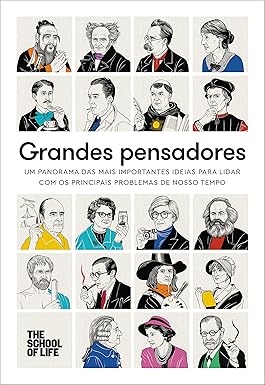 Grandes pensadores
UM PANORAMA DAS MAIS IMPORTANTES IDEIAS PARA LIDAR
COM OS PRINCIPAIS PROBLEMAS DE NOSSO TEMPO
THE SCHOOL
OF LIFE